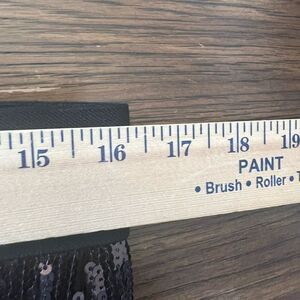 15 16 17 18 19
PAINT
• Brush • Roller • T